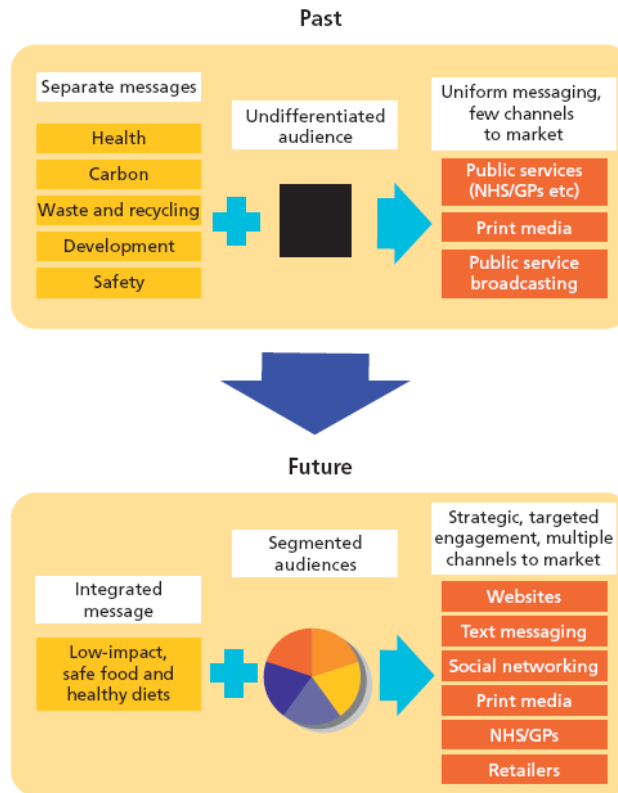 Past
Separate messages
Health
Carbon
Waste and recycling
Development
Safety
Undifferentiated
audience
Uniform messaging,
few channels
to market
Public services
(NHS/GPs etc)
Print media
Public service
broadcasting
Future
Integrated
message
Low-impact,
safe food and
healthy diets
Segmented
audiences
Strategic, targeted
engagement, multiple
channels to market
Websites
Text messaging
Social networking
Print media
NHS/GPs
Retailers